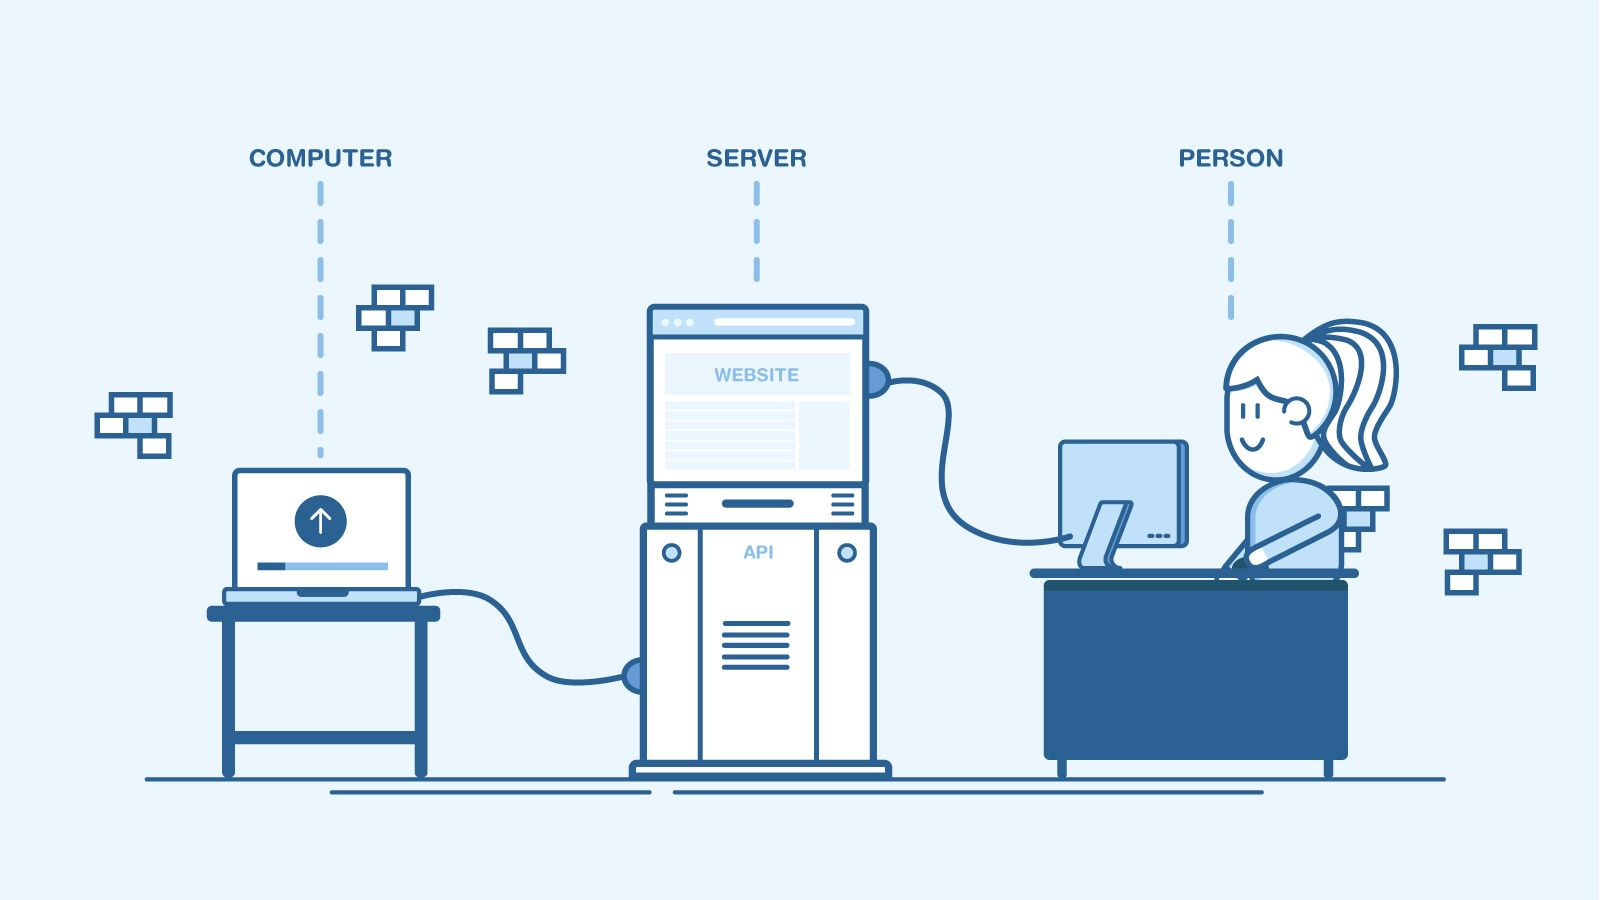 COMPUTER
SERVER
PERSON
WEBSITE
API